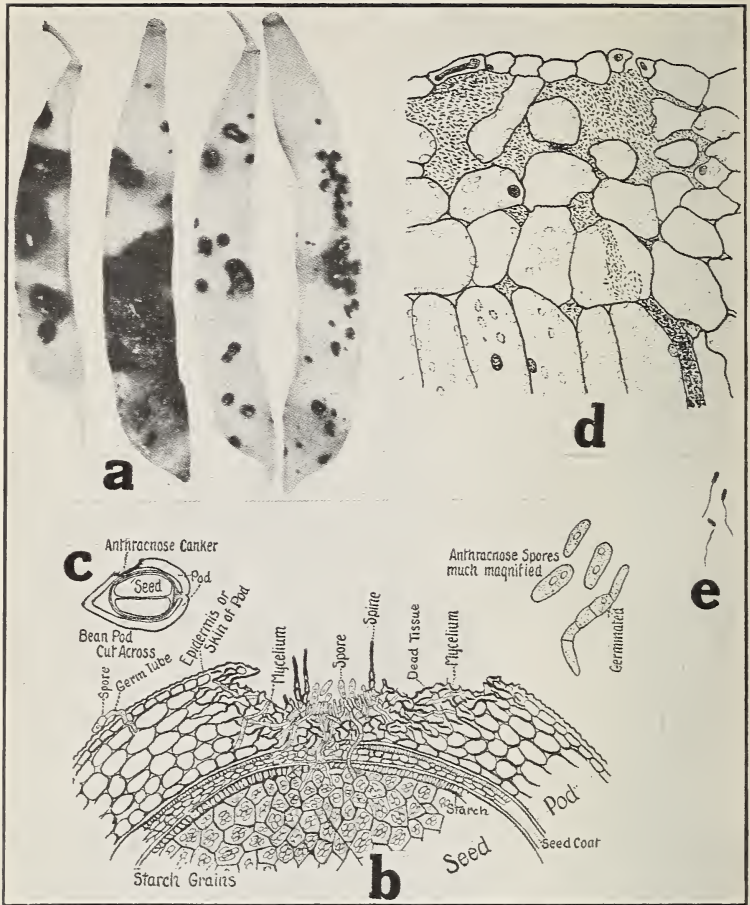 a
d
e
c
Anthracnose Canker
Seed
Pod
Bean Pod
Cut Across
Anthracnose Spores
much magnified
Germinated
Spore
Germ Tube
Epidermis or
Skin of Pod
Mycelium
Spore
Spine
Dead Tissue
Mycelium
Starch
Pod
Seed Coat
Seed
Starch Grains
b